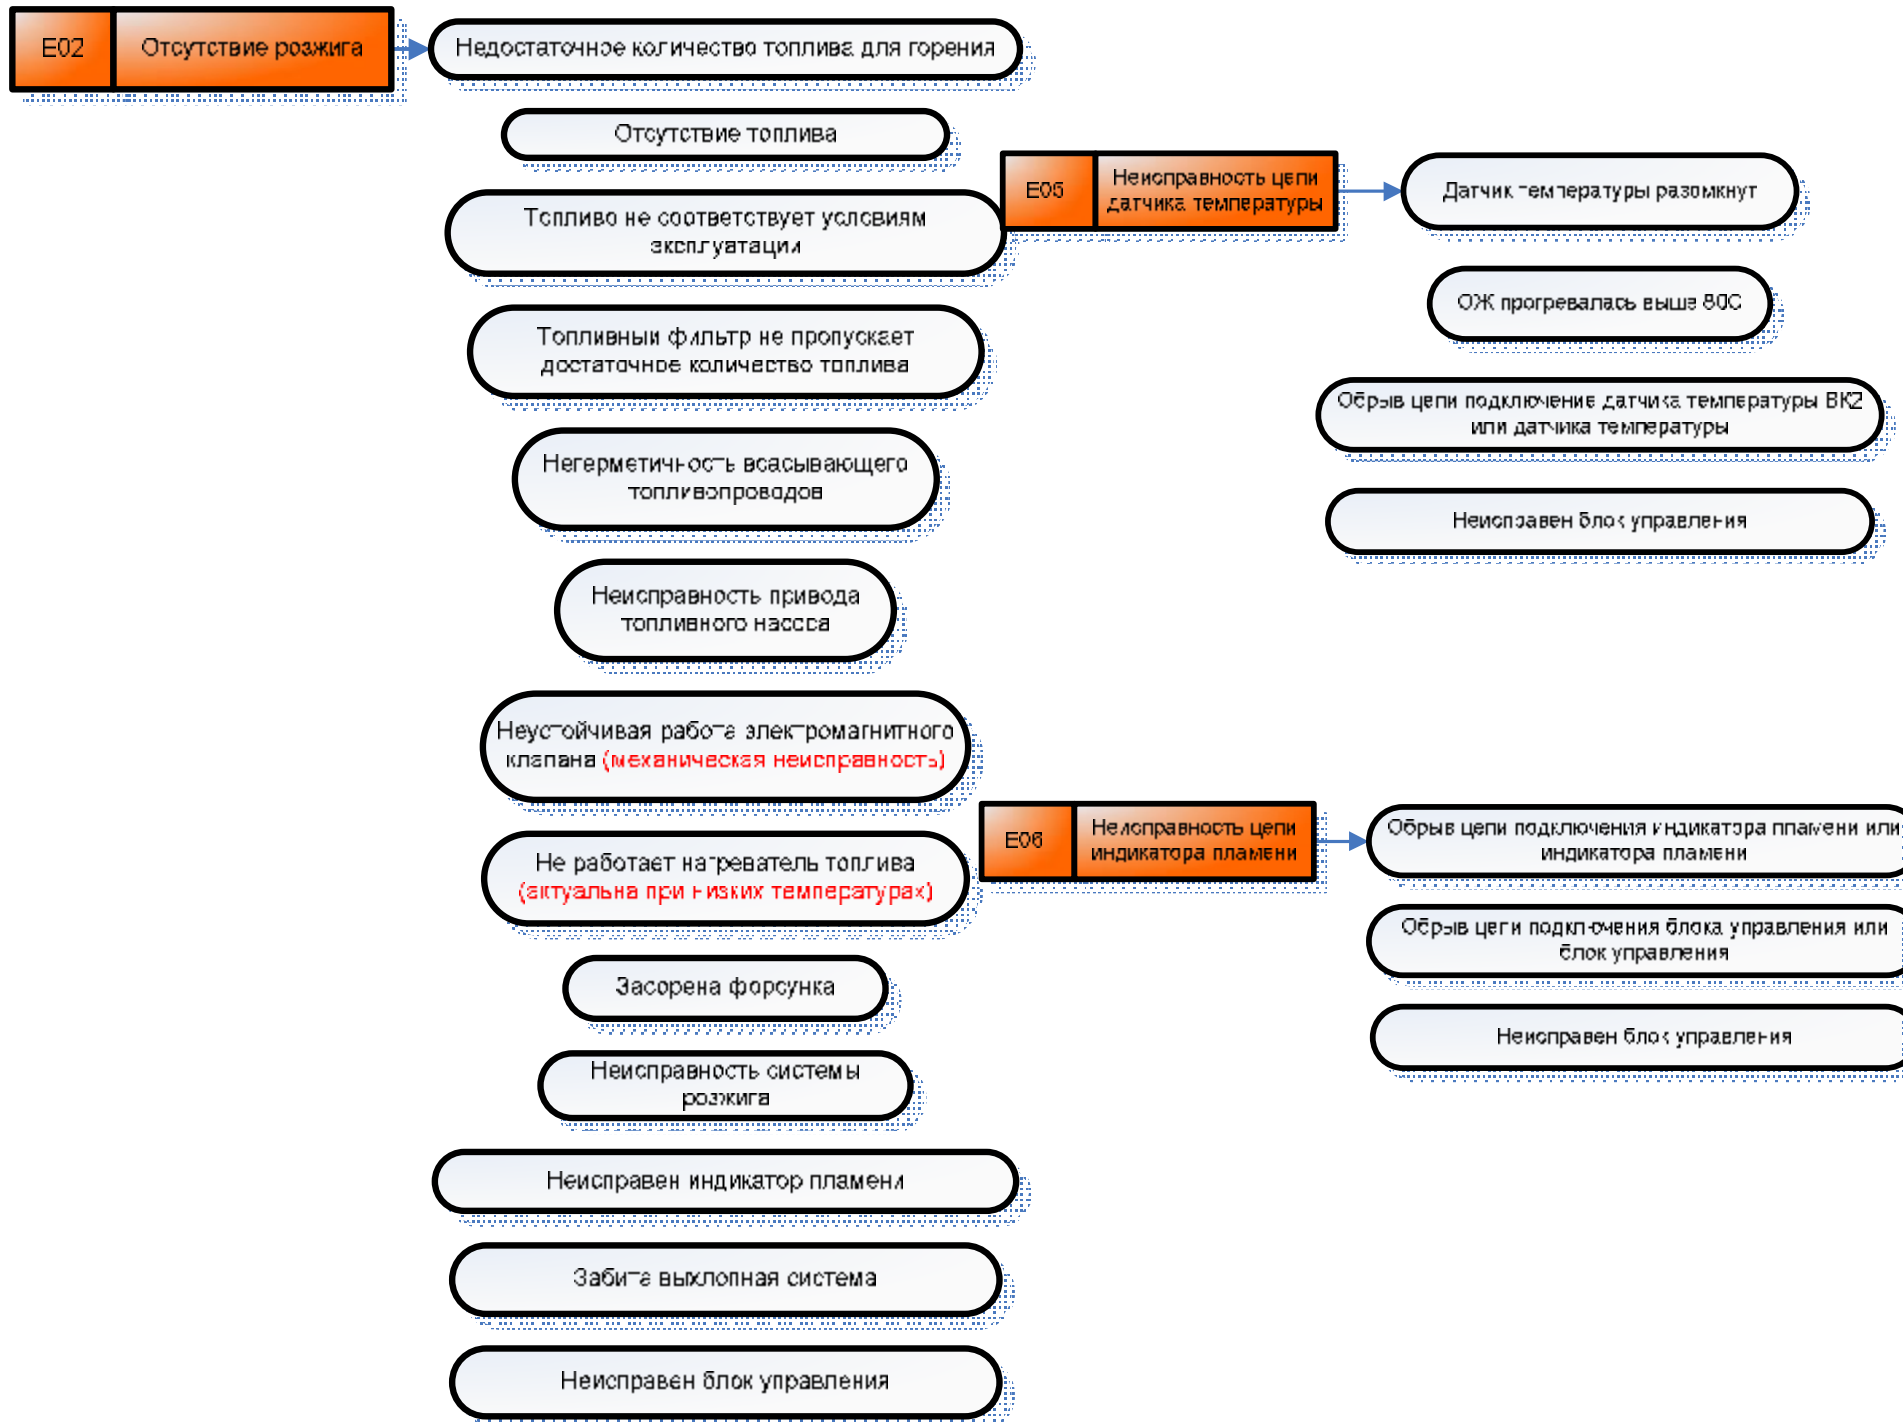 E02
Отсутствие розжига
Недостаточное количество топлива для горения
Отсутствие топлива
Топливо не соответствует условиям
эксплуатации
Топливный фильтр не пропускает
достаточное количество топлива
Негерметичность всасывающего
топливопроводов
Неисправность привода
топливного насоса
Неустойчивая работа электромагнитного
клапана (механическая неисправность)
Не работает нагреватель топлива
(актуальна при низких температурах)
Засорена форсунка
Неисправность системы
розжига
Неисправен индикатор пламени
Забита выхлопная система
Неисправен блок управления
E05
Неисправность цепи
датчика температуры
Датчик температуры разомкнут
ОЖ прогревалась выше 80С
Обрыв цепи подключение датчика температуры ВК2
или датчика температуры
Неисправен блок управления
E06
Неисправность цепи
индикатора пламени
Обрыв цепи подключения индикатора пламени или
индикатора пламени
Обрыв цепи подключения блока управления или
блок управления
Неисправен блок управления